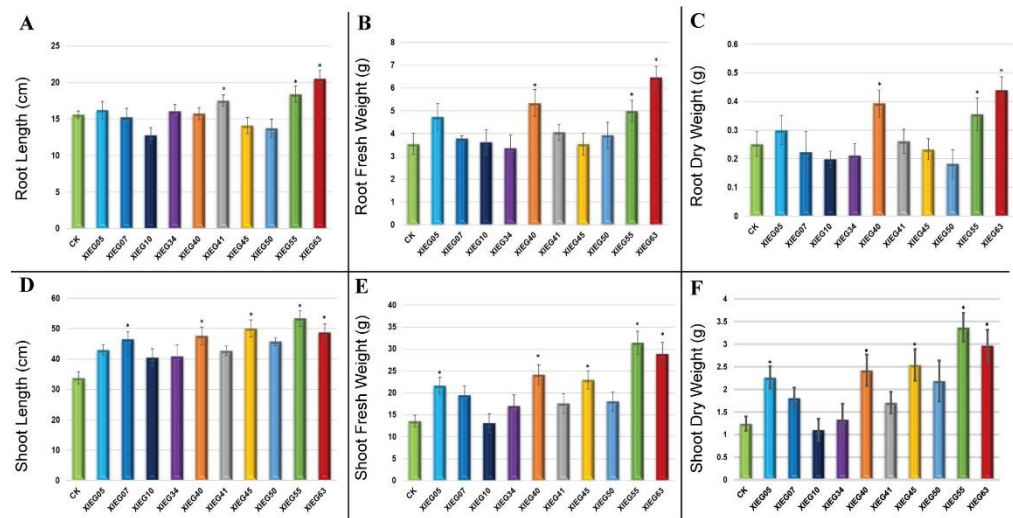 A
Root Length (cm)
25
20
15
10
5
0
CK XIEG05 XIEG07 XIEG10 XIEG34 XIEG40 XIEG41 XIEG45 XIEG50 XIEG55 XIEG63
B
Root Fresh Weight (g)
8
7
6
5
4
3
2
1
0
CK XIEG05 XIEG07 XIEG10 XIEG34 XIEG40 XIEG41 XIEG45 XIEG50 XIEG55 XIEG63
C
Root Dry Weight (g)
0.6
0.5
0.4
0.3
0.2
0.1
0
CK XIEG05 XIEG07 XIEG10 XIEG34 XIEG40 XIEG41 XIEG45 XIEG50 XIEG55 XIEG63
D
Shoot Length (cm)
60
50
40
30
20
10
0
CK XIEG05 XIEG07 XIEG10 XIEG34 XIEG40 XIEG41 XIEG45 XIEG50 XIEG55 XIEG63
E
Shoot Fresh Weight (g)
40
35
30
25
20
15
10
5
0
CK XIEG05 XIEG07 XIEG10 XIEG34 XIEG40 XIEG41 XIEG45 XIEG50 XIEG55 XIEG63
F
Shoot Dry Weight (g)
4
3.5
3
2.5
2
1.5
1
0.5
0
CK XIEG05 XIEG07 XIEG10 XIEG34 XIEG40 XIEG41 XIEG45 XIEG50 XIEG55 XIEG63